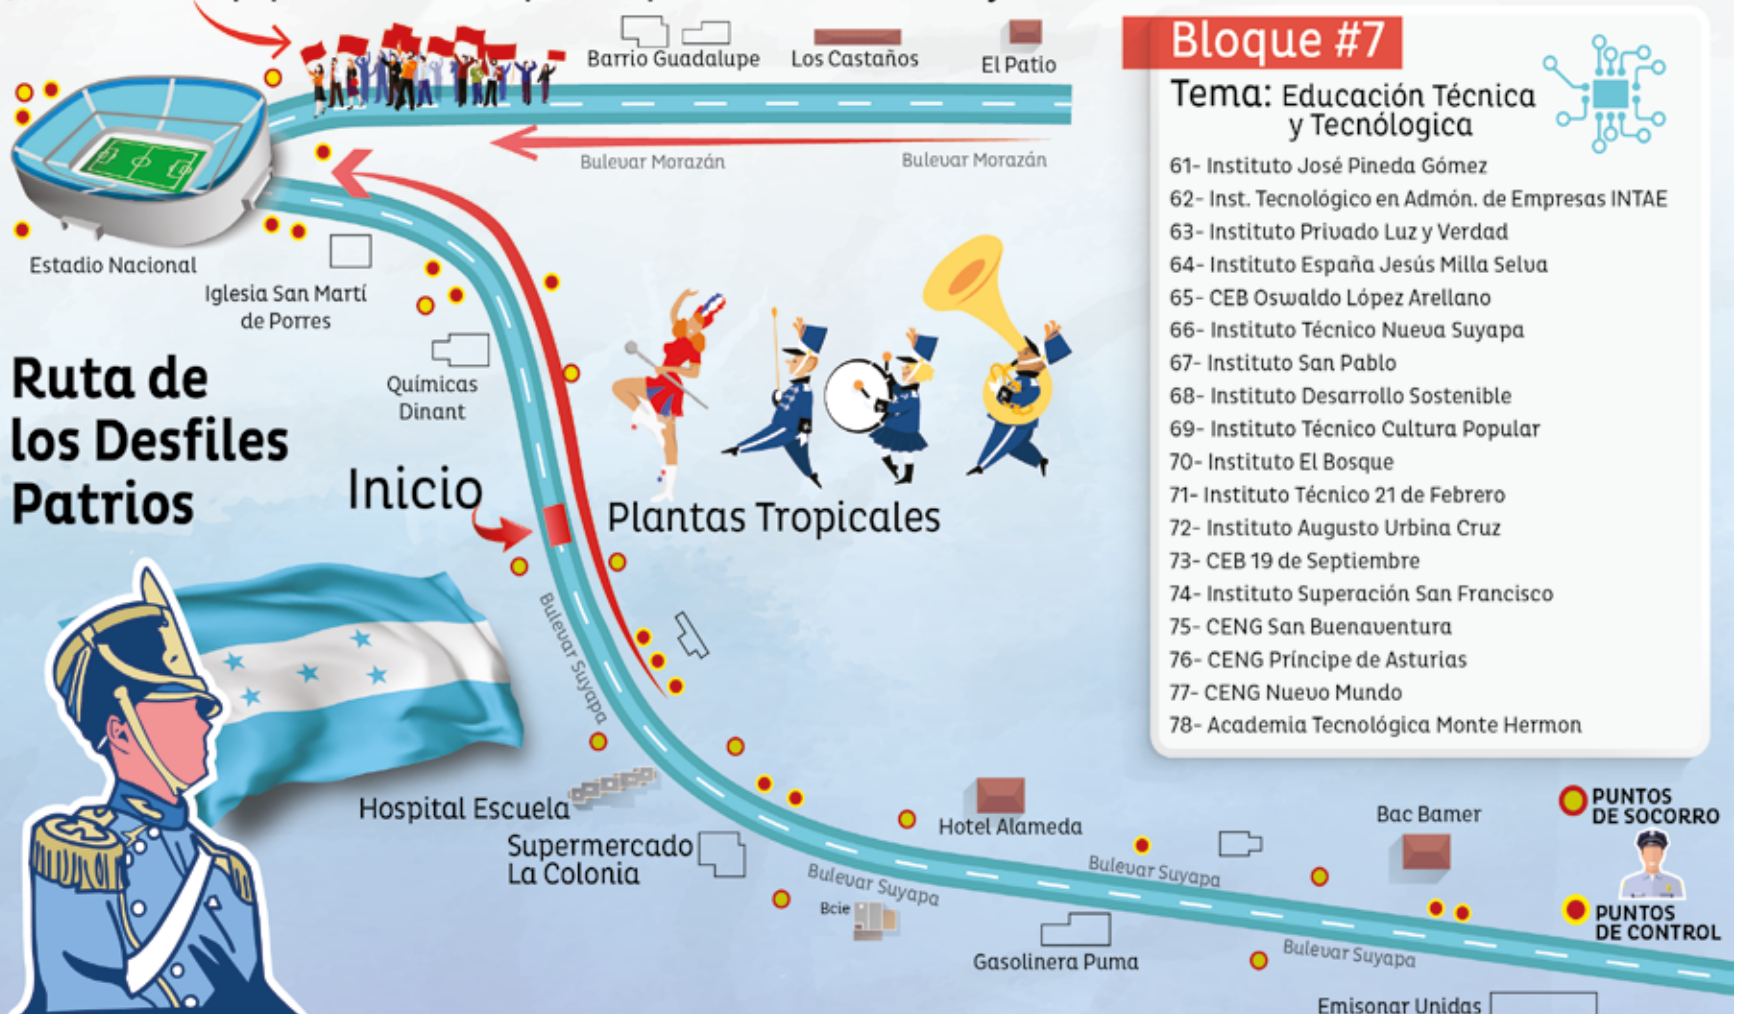 Barrio Guadalupe
Los Castaños
El Patio
Bulevar Morazán
Bulevar Morazán
Estadio Nacional
Iglesia San Martí
de Porres
Químicas
Dinant
Ruta de
los Desfiles
Patrios
Inicio
Plantas Tropicales
Bulevar Suyapa
Hospital Escuela
Supermercado
La Colonia
Hotel Alameda
Bulevar Suyapa
Bcie
Bulevar Suyapa
Gasolinera Puma
Bac Bamer
Bulevar Suyapa
Emisonar Unidas
Bloque #7
Tema: Educación Técnica
y Tecnólogica
61- Instituto José Pineda Gómez
62- Inst. Tecnológico en Admón. de Empresas INTAE
63- Instituto Privado Luz y Verdad
64- Instituto España Jesús Milla Selva
65- CEB Oswaldo López Arellano
66- Instituto Técnico Nueva Suyapa
67- Instituto San Pablo
68- Instituto Desarrollo Sostenible
69- Instituto Técnico Cultura Popular
70- Instituto El Bosque
71- Instituto Técnico 21 de Febrero
72- Instituto Augusto Urbina Cruz
73- CEB 19 de Septiembre
74- Instituto Superación San Francisco
75- CENG San Buenaventura
76- CENG Príncipe de Asturias
77- CENG Nuevo Mundo
78- Academia Tecnológica Monte Hermon
PUNTOS
DE SOCORRO
PUNTOS
DE CONTROL